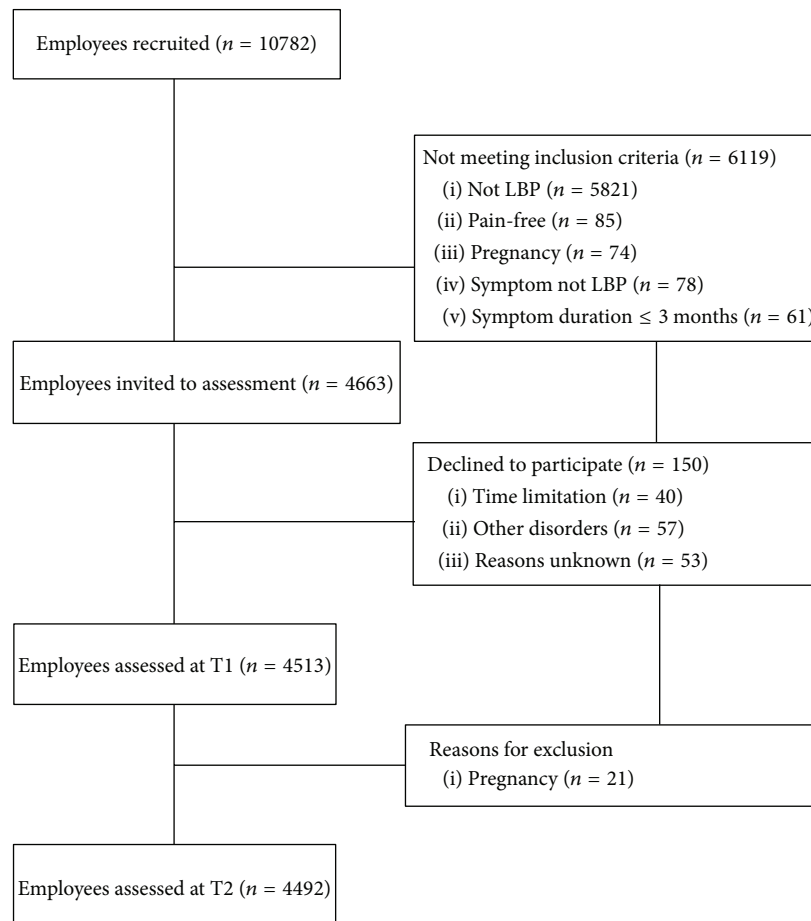 Employees recruited (n = 10782)
Not meeting inclusion criteria (n = 6119)
(i) Not LBP (n = 5821)
(ii) Pain-free (n = 85)
(iii) Pregnancy (n = 74)
(iv) Symptom not LBP (n = 78)
(v) Symptom duration ≤ 3 months (n = 61)
Employees invited to assessment (n = 4663)
Declined to participate (n = 150)
(i) Time limitation (n = 40)
(ii) Other disorders (n = 57)
(iii) Reasons unknown (n = 53)
Employees assessed at T1 (n = 4513)
Reasons for exclusion
(i) Pregnancy (n = 21)
Employees assessed at T2 (n = 4492)